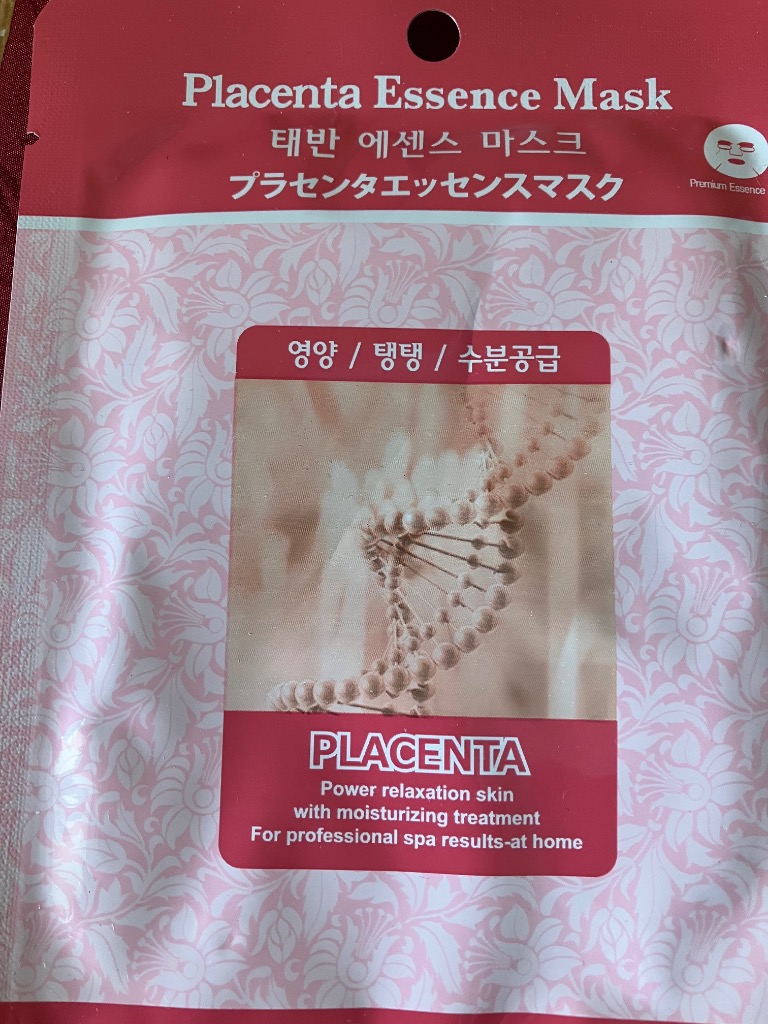 Placenta Essence Mask
태반 에센스 마스크
プラセンタエッセンスマスク
Premium Essence
영양 / 탱탱 / 수분공급
PLACENTA
Power relaxation skin
with moisturizing treatment
For professional spa results-at home